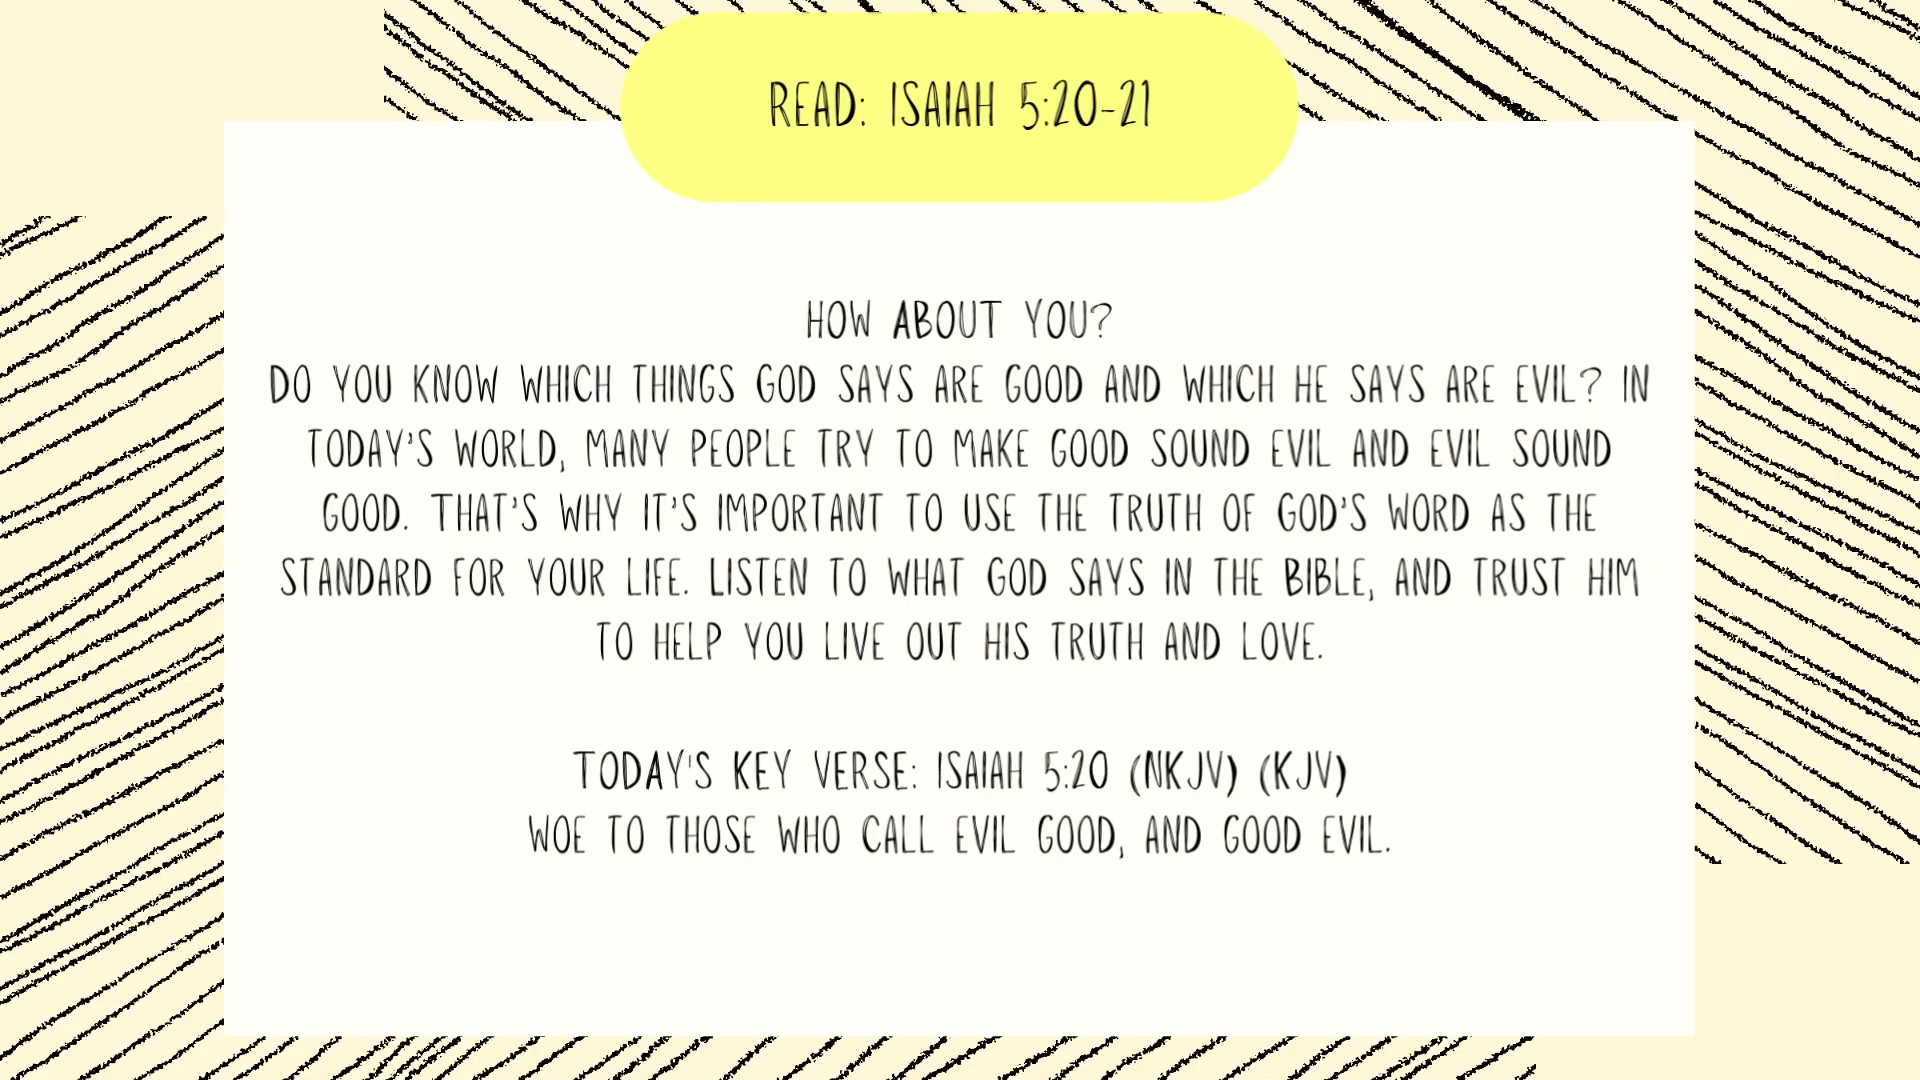 READ: ISAIAH 5:20-21
HOW ABOUT YOU?
DO YOU KNOW WHICH THINGS GOD SAYS ARE GOOD AND WHICH HE SAYS ARE EVIL? IN
TODAY’S WORLD, MANY PEOPLE TRY TO MAKE GOOD SOUND EVIL AND EVIL SOUND
GOOD. THAT’S WHY IT’S IMPORTANT TO USE THE TRUTH OF GOD’S WORD AS THE
STANDARD FOR YOUR LIFE. LISTEN TO WHAT GOD SAYS IN THE BIBLE, AND TRUST HIM
TO HELP YOU LIVE OUT HIS TRUTH AND LOVE.
TODAY'S KEY VERSE: ISAIAH 5:20 (NKJV) (KJV)
WOE TO THOSE WHO CALL EVIL GOOD, AND GOOD EVIL.